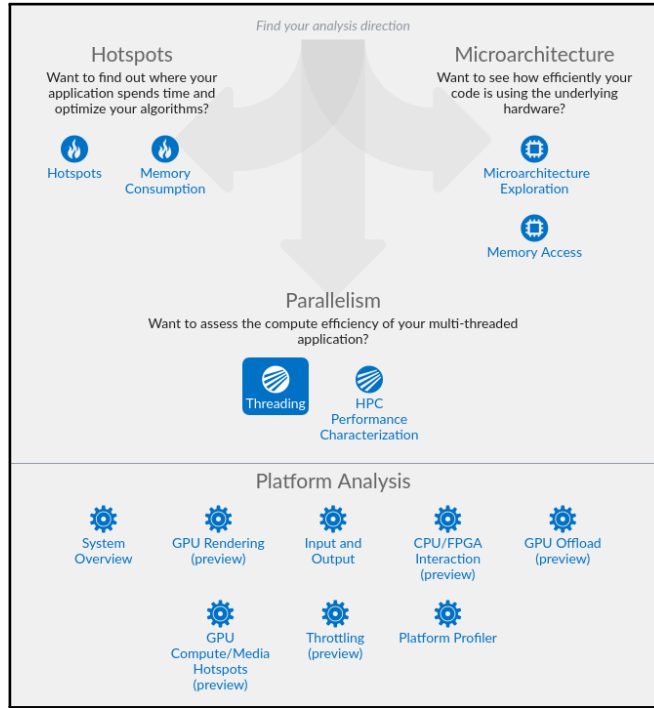 Find your analysis direction
Hotspots
Want to find out where your
application spends time and
optimize your algorithms?
Hotspots
Memory
Consumption
Microarchitecture
Want to see how efficiently your
code is using the underlying
hardware?
Microarchitecture
Exploration
Memory Access
Parallelism
Want to assess the compute efficiency of your multi-threaded
application?
Threading
HPC
Performance
Characterization
Platform Analysis
System
Overview
GPU Rendering
(preview)
Input and
Output
CPU/FPGA
Interaction
(preview)
GPU Offload
(preview)
GPU
Compute/Media
Hotspots
(preview)
Throttling
(preview)
Platform Profiler